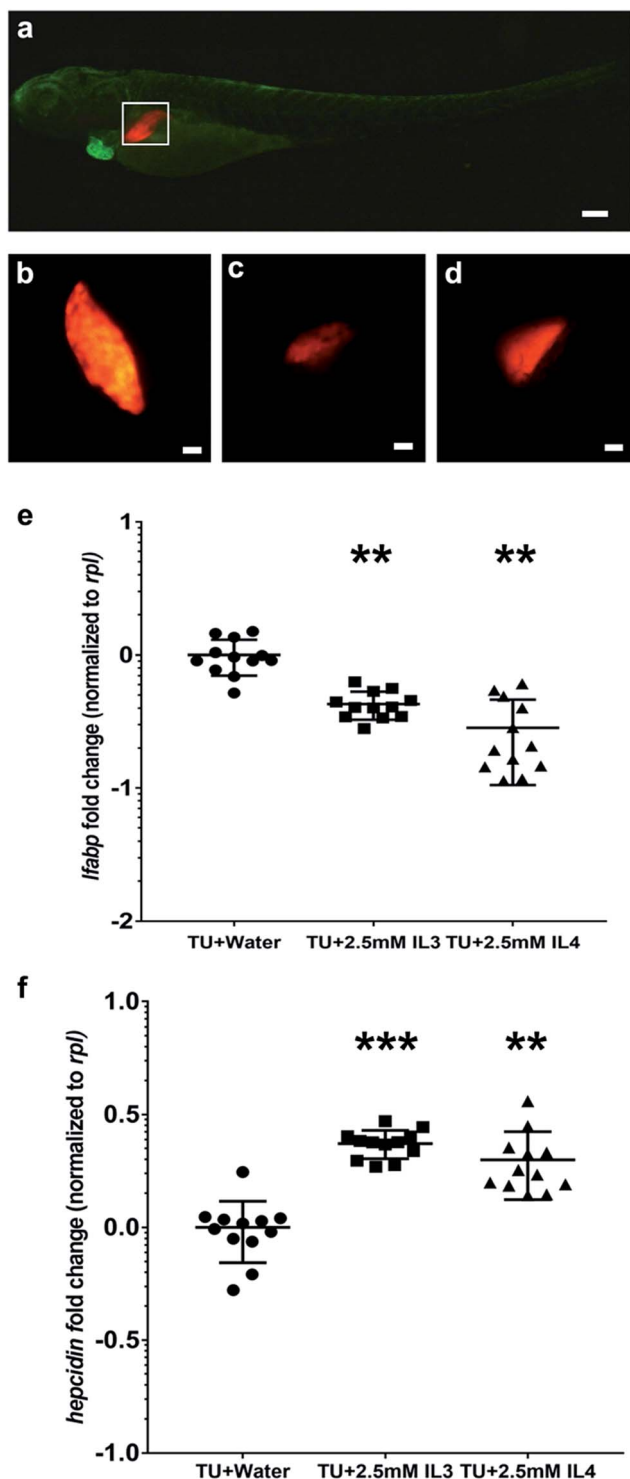 a
b
c
d
e
lfabp fold change (normalized to rpl)
1
0
-1
-2
** **
TU+Water TU+2.5mM IL3 TU+2.5mM IL4
f
hepcidin fold change (normalized to rpl)
1.0
0.5
0.0
-0.5
-1.0
*** **
TU+Water TU+2.5mM IL3 TU+2.5mM IL4